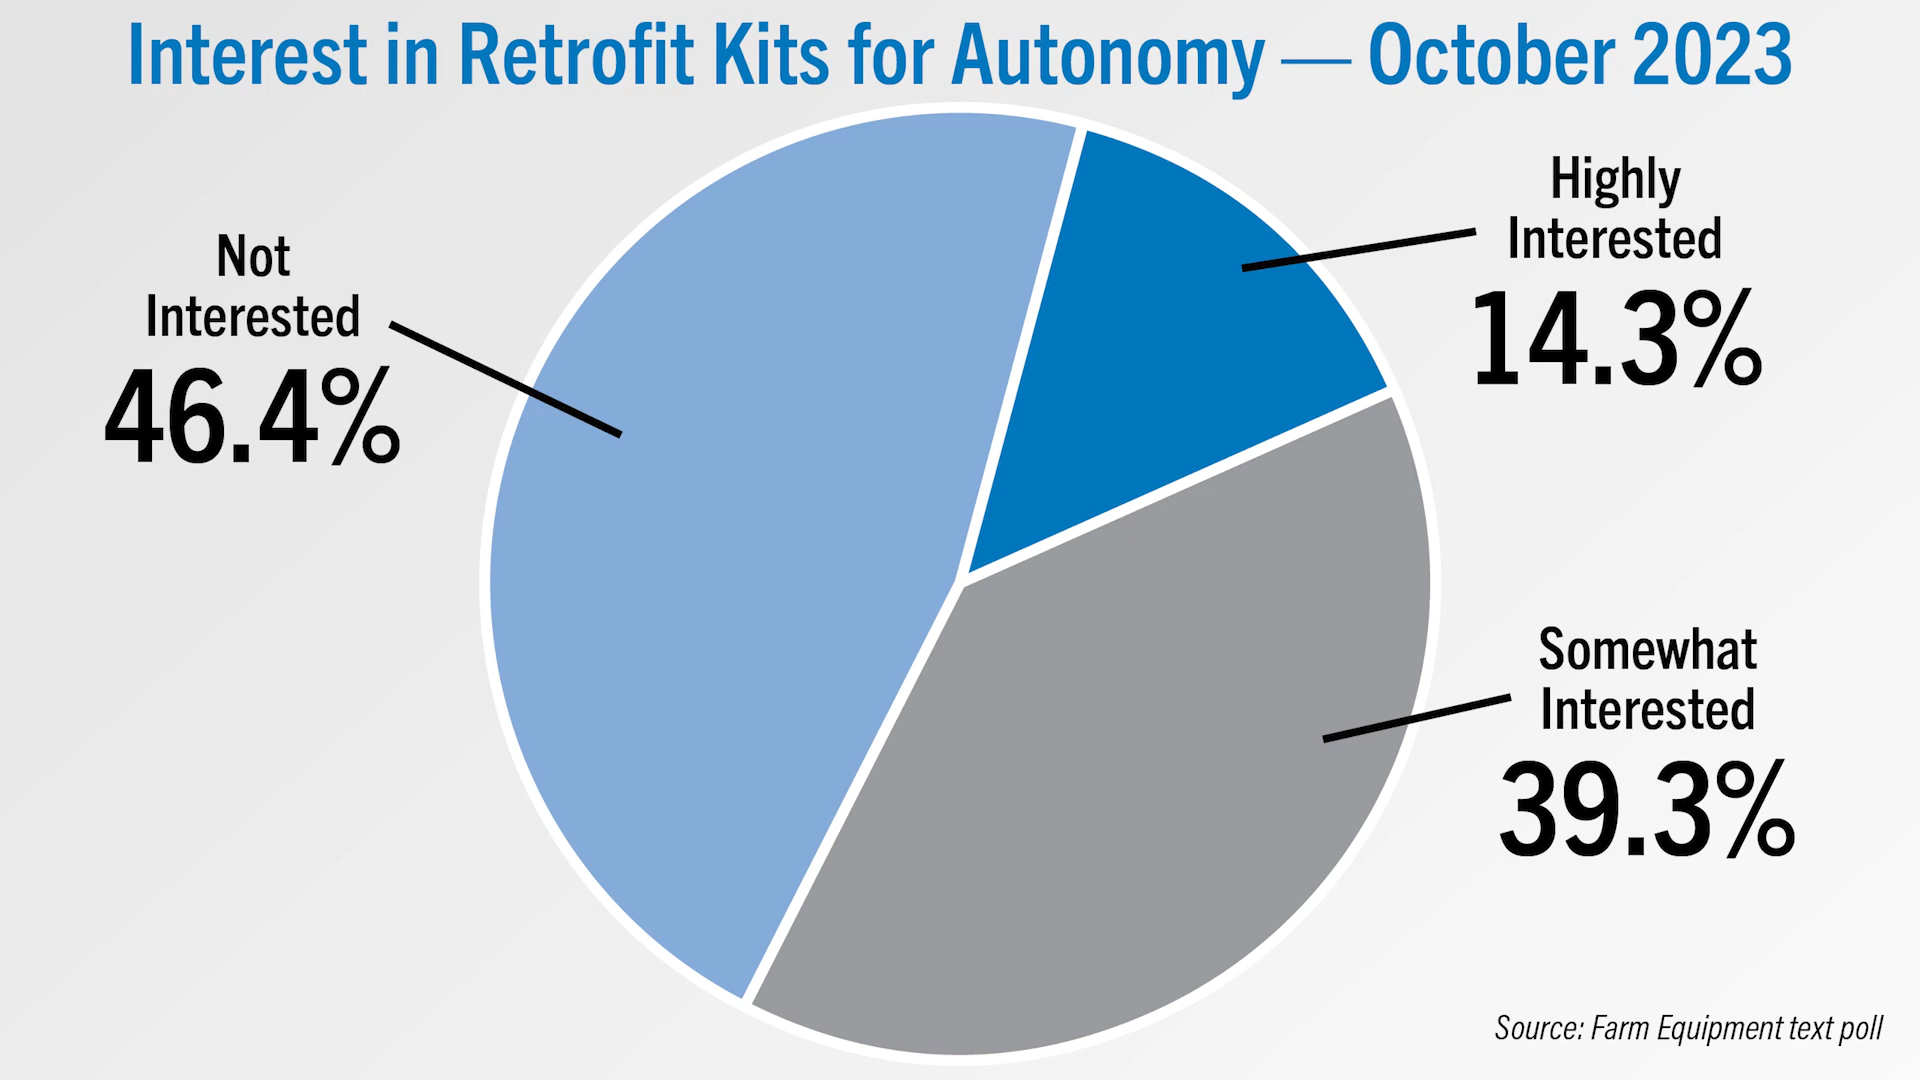 Interest in Retrofit Kits for Autonomy — October 2023
Not
Interested
46.4%
Highly
Interested
14.3%
Somewhat
Interested
39.3%
Source: Farm Equipment text poll